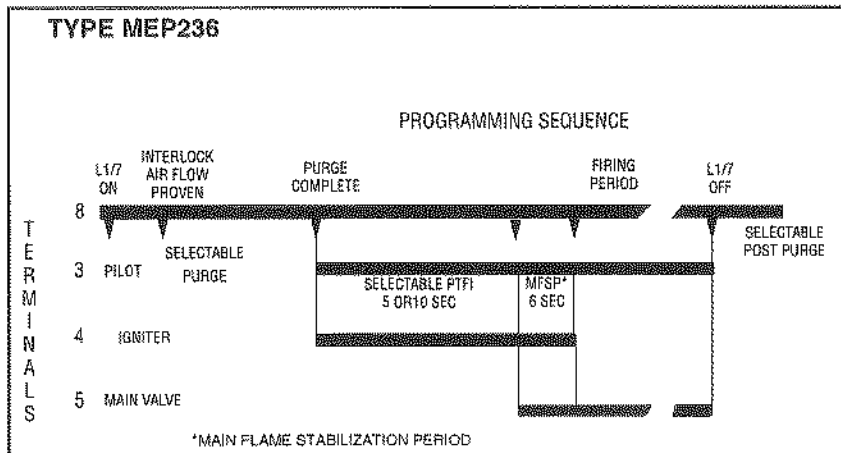 TYPE MEP236
PROGRAMMING SEQUENCE
L1/7
ON
INTERLOCK
AIR FLOW
PROVEN
PURGE
COMPLETE
FIRING
PERIOD
L1/7
OFF
TERMINALS
8
SELECTABLE
PURGE
SELECTABLE
POST PURGE
3 PILOT
SELECTABLE PTFI
5 OR10 SEC
MFSP*
6 SEC
4 IGNITER
5 MAIN VALVE
*MAIN FLAME STABILIZATION PERIOD